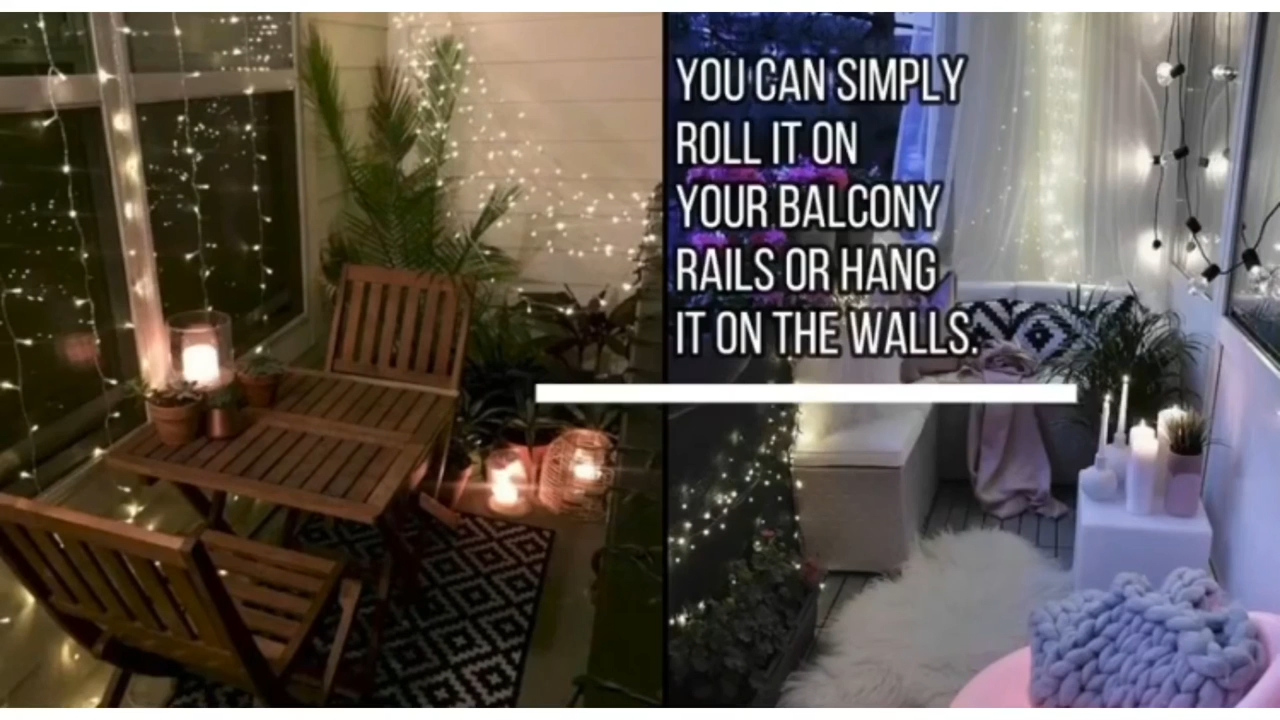 YOU CAN SIMPLY
ROLL IT ON
YOUR BALCONY
RAILS OR HANG
IT ON THE WALLS.